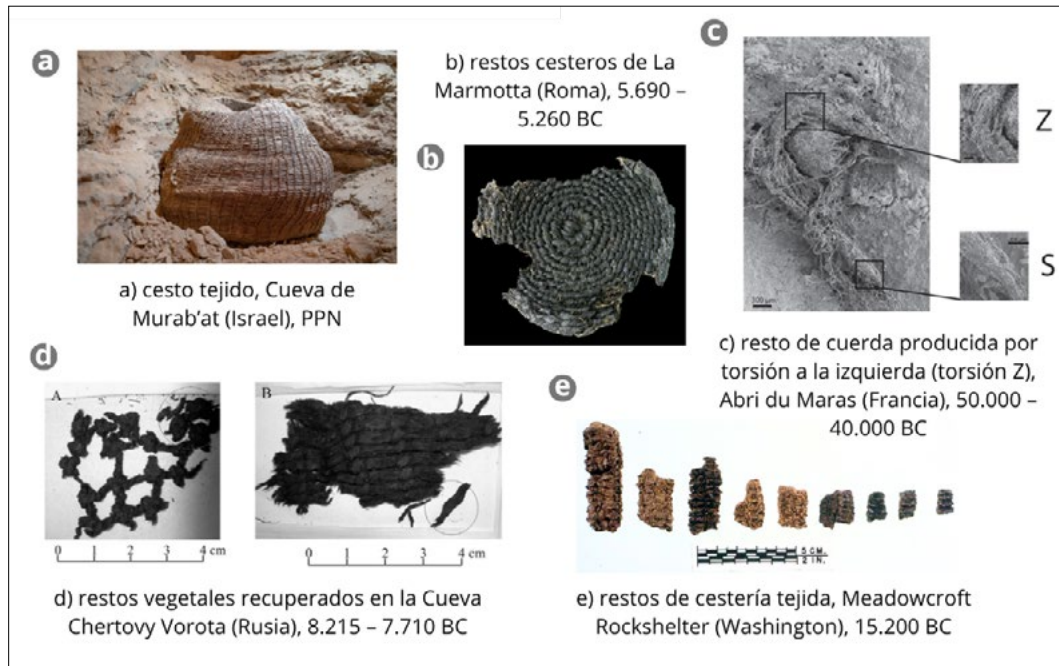 a
a) cesto tejido, Cueva de
Murab'at (Israel), PPN
b) restos cesteros de La
Marmotta (Roma), 5.690 –
5.260 BC
b
c
Z
S
100 µm
c) resto de cuerda producida por
torsión a la izquierda (torsión Z),
Abri du Maras (Francia), 50.000 –
40.000 BC
d
A
B
0 1 2 3 4 cm
0 1 2 3 4 cm
d) restos vegetales recuperados en la Cueva
Chertovy Vorota (Rusia), 8.215 – 7.710 BC
e
5 CM.
2 IN.
e) restos de cestería tejida, Meadowcroft
Rockshelter (Washington), 15.200 BC